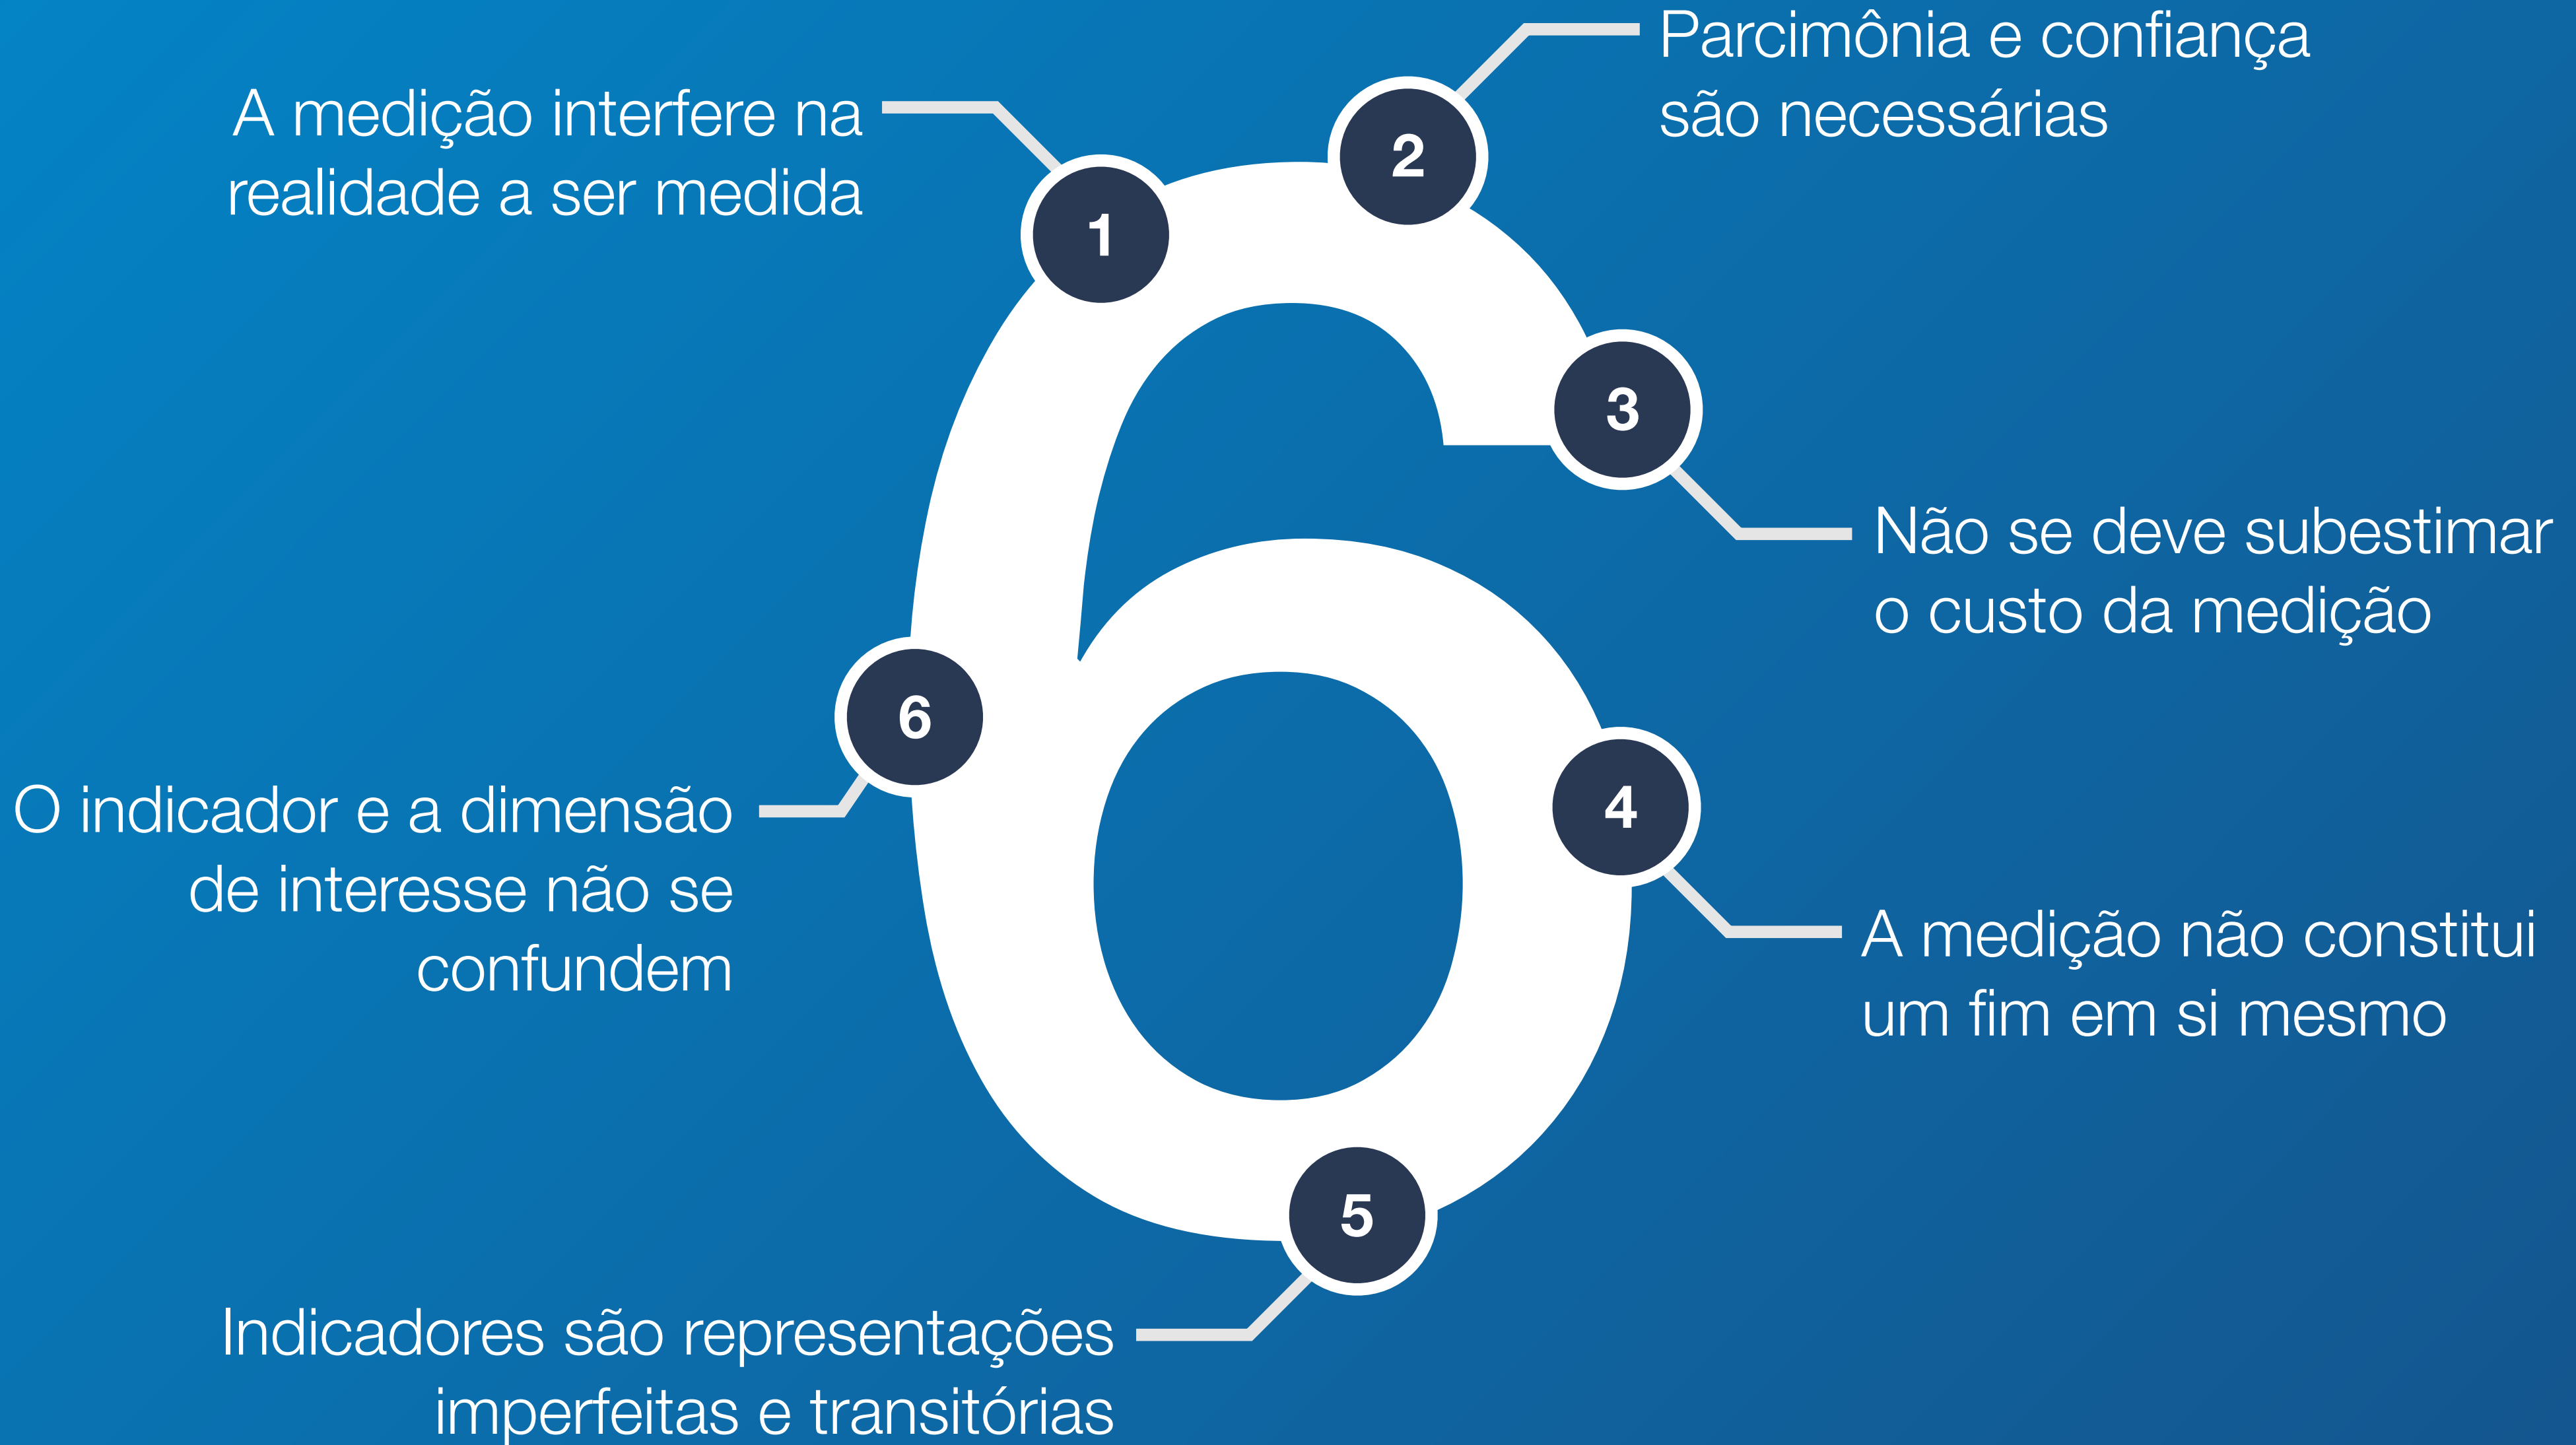 1
A medição interfere na
realidade a ser medida
2
Parcimônia e confiança
são necessárias
3
Não se deve subestimar
o custo da medição
4
A medição não constitui
um fim em si mesmo
5
Indicadores são representações
imperfeitas e transitórias
6
O indicador e a dimensão
de interesse não se
confundem
6